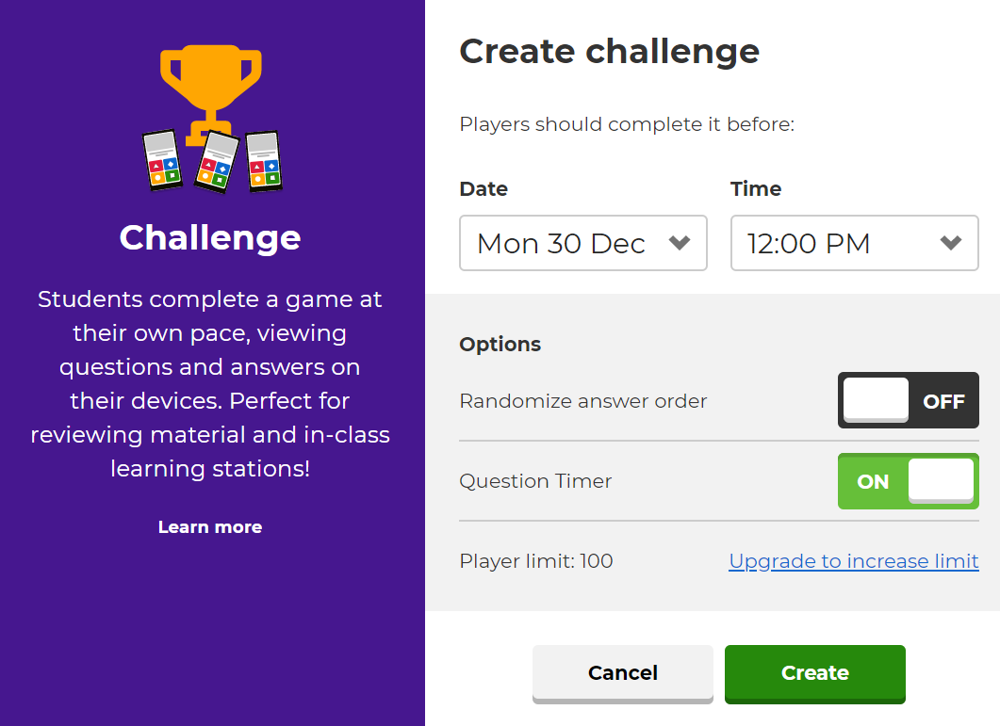 Challenge
Students complete a game at
their own pace, viewing
questions and answers on
their devices. Perfect for
reviewing material and in-class
learning stations!
Learn more
Create challenge
Players should complete it before:
Date
Time
Mon 30 Dec
12:00 PM
Options
Randomize answer order
OFF
Question Timer
ON
Player limit: 100
Upgrade to increase limit
Cancel
Create